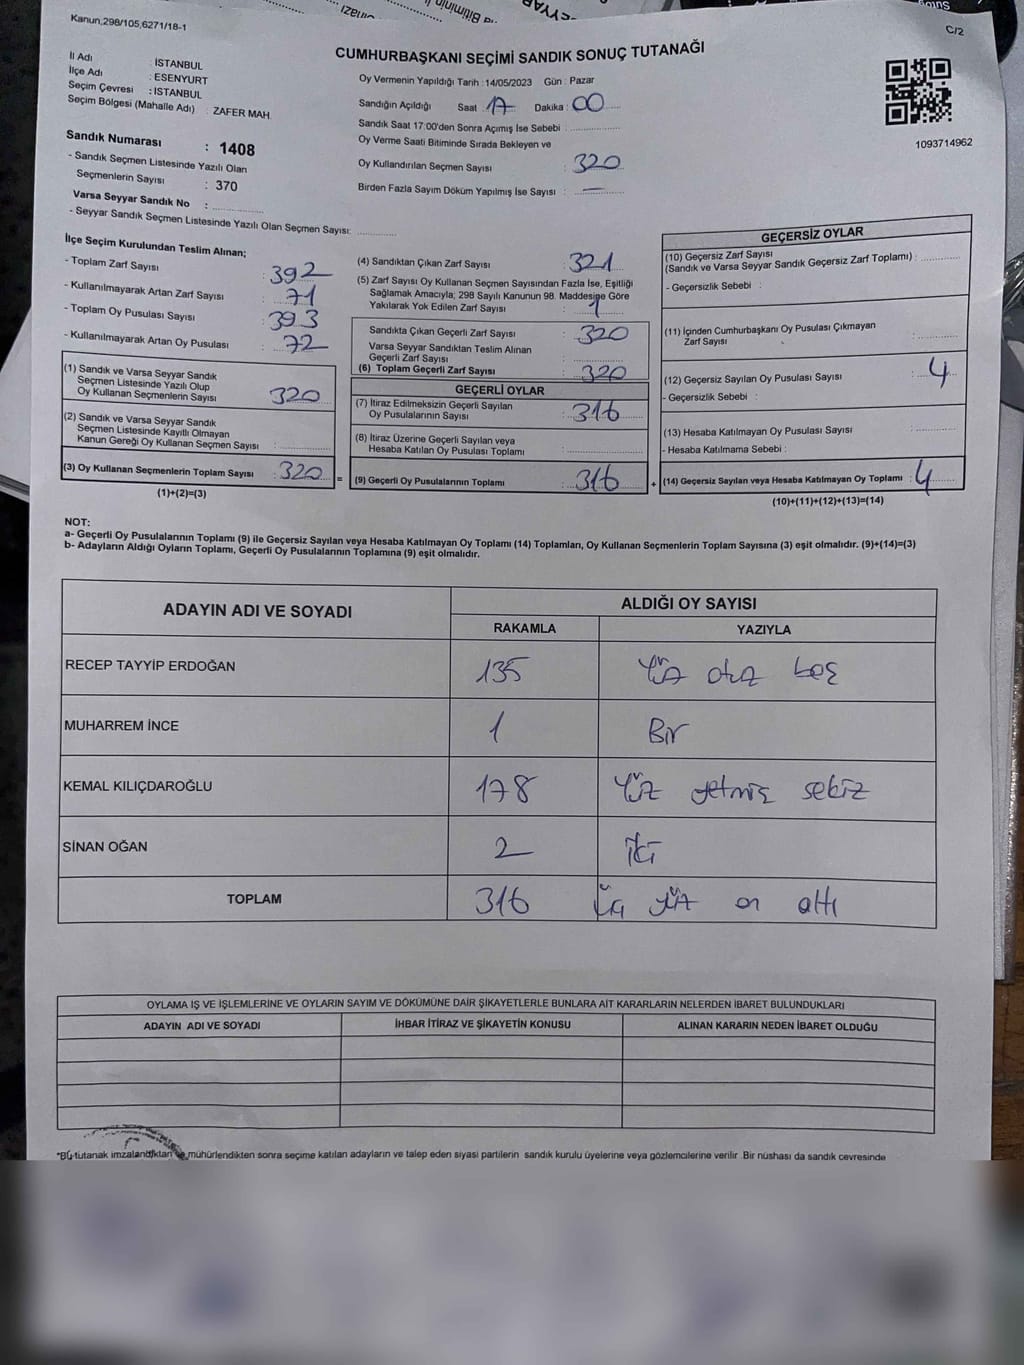 Kanun,298/105,6271/18-1
C/2
CUMHURBAŞKANI SEÇİMİ SANDIK SONUÇ TUTANAĞI
İl Adı : İSTANBUL
İlçe Adı : ESENYURT
Seçim Çevresi : İSTANBUL
Seçim Bölgesi (Mahalle Adı) : ZAFER MAH.
Oy Vermenin Yapıldığı Tarih : 14/05/2023 Gün : Pazar
Sandığın Açıldığı Saat : 17 Dakika : 00
Sandık Saat 17:00'den Sonra Açımış İse Sebebi :
Oy Verme Saati Bitiminde Sırada Bekleyen ve
Oy Kullandırılan Seçmen Sayısı : 320
Birden Fazla Sayım Döküm Yapılmış İse Sayısı : —
1093714962
Sandık Numarası : 1408
- Sandık Seçmen Listesinde Yazılı Olan
Seçmenlerin Sayısı : 370
Varsa Seyyar Sandık No :
- Seyyar Sandık Seçmen Listesinde Yazılı Olan Seçmen Sayısı:
İlçe Seçim Kurulundan Teslim Alınan;
- Toplam Zarf Sayısı : 392
- Kullanılmayarak Artan Zarf Sayısı : 71
- Toplam Oy Pusulası Sayısı : 393
- Kullanılmayarak Artan Oy Pusulası : 72
(1) Sandık ve Varsa Seyyar Sandık
Seçmen Listesinde Yazılı Olup
Oy Kullanan Seçmenlerin Sayısı : 320
(2) Sandık ve Varsa Seyyar Sandık
Seçmen Listesinde Kayıtlı Olmayan
Kanun Gereği Oy Kullanan Seçmen Sayısı :
(3) Oy Kullanan Seçmenlerin Toplam Sayısı : 320
(1)+(2)=(3)
=
(4) Sandıktan Çıkan Zarf Sayısı : 321
(5) Zarf Sayısı Oy Kullanan Seçmen Sayısından Fazla İse, Eşitliği
Sağlamak Amacıyla; 298 Sayılı Kanunun 98. Maddesine Göre
Yakılarak Yok Edilen Zarf Sayısı : 1
Sandıkta Çıkan Geçerli Zarf Sayısı : 320
Varsa Seyyar Sandıktan Teslim Alınan
Geçerli Zarf Sayısı :
(6) Toplam Geçerli Zarf Sayısı : 320
GEÇERLİ OYLAR
(7) İtiraz Edilmeksizin Geçerli Sayılan
Oy Pusulalarının Sayısı : 316
(8) İtiraz Üzerine Geçerli Sayılan veya
Hesaba Katılan Oy Pusulası Toplamı :
(9) Geçerli Oy Pusulalarının Toplamı : 316
+
GEÇERSİZ OYLAR
(10) Geçersiz Zarf Sayısı
(Sandık ve Varsa Seyyar Sandık Geçersiz Zarf Toplamı) :
- Geçersizlik Sebebi :
(11) İçinden Cumhurbaşkanı Oy Pusulası Çıkmayan
Zarf Sayısı :
(12) Geçersiz Sayılan Oy Pusulası Sayısı : 4
- Geçersizlik Sebebi :
(13) Hesaba Katılmayan Oy Pusulası Sayısı :
- Hesaba Katılmama Sebebi :
(14) Geçersiz Sayılan veya Hesaba Katılmayan Oy Toplamı : 4
(10)+(11)+(12)+(13)=(14)
NOT:
a- Geçerli Oy Pusulalarının Toplamı (9) ile Geçersiz Sayılan veya Hesaba Katılmayan Oy Toplamı (14) Toplamları, Oy Kullanan Seçmenlerin Toplam Sayısına (3) eşit olmalıdır. (9)+(14)=(3)
b- Adayların Aldığı Oyların Toplamı, Geçerli Oy Pusulalarının Toplamına (9) eşit olmalıdır.
ADAYIN ADI VE SOYADI ALDIĞI OY SAYISI
RAKAMLA YAZIYLA
RECEP TAYYİP ERDOĞAN 135 Yüz otuz beş
MUHARREM İNCE 1 Bir
KEMAL KILIÇDAROĞLU 178 Yüz yetmiş sekiz
SİNAN OĞAN 2 iki
TOPLAM 316 Üç yüz on altı
OYLAMA İŞ VE İŞLEMLERİNE VE OYLARIN SAYIM VE DÖKÜMÜNE DAİR ŞİKAYETLERLE BUNLARA AİT KARARLARIN NELERDEN İBARET BULUNDUKLARI
ADAYIN ADI VE SOYADI İHBAR İTİRAZ VE ŞİKAYETİN KONUSU ALINAN KARARIN NEDEN İBARET OLDUĞU
*Bu tutanak imzalandıktan ve mühürlendikten sonra seçime katılan adayların ve talep eden siyasi partilerin sandık kurulu üyelerine veya gözlemcilerine verilir. Bir nüshası da sandık çevresinde